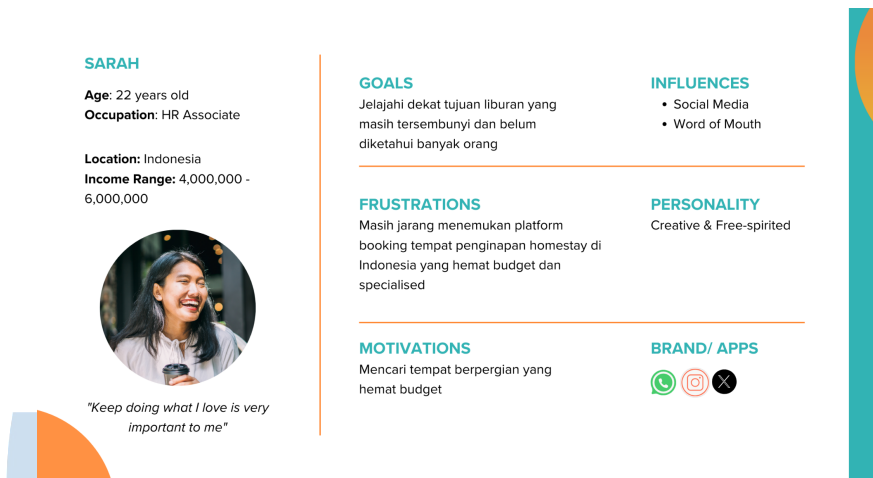 SARAH
Age: 22 years old
Occupation: HR Associate
Location: Indonesia
Income Range: 4,000,000 -
6,000,000
"Keep doing what I love is very
important to me"
GOALS
Jelajahi dekat tujuan liburan yang
masih tersembunyi dan belum
diketahui banyak orang
INFLUENCES
• Social Media
• Word of Mouth
FRUSTRATIONS
Masih jarang menemukan platform
booking tempat penginapan homestay di
Indonesia yang hemat budget dan
specialised
PERSONALITY
Creative & Free-spirited
MOTIVATIONS
Mencari tempat berpergian yang
hemat budget
BRAND/ APPS